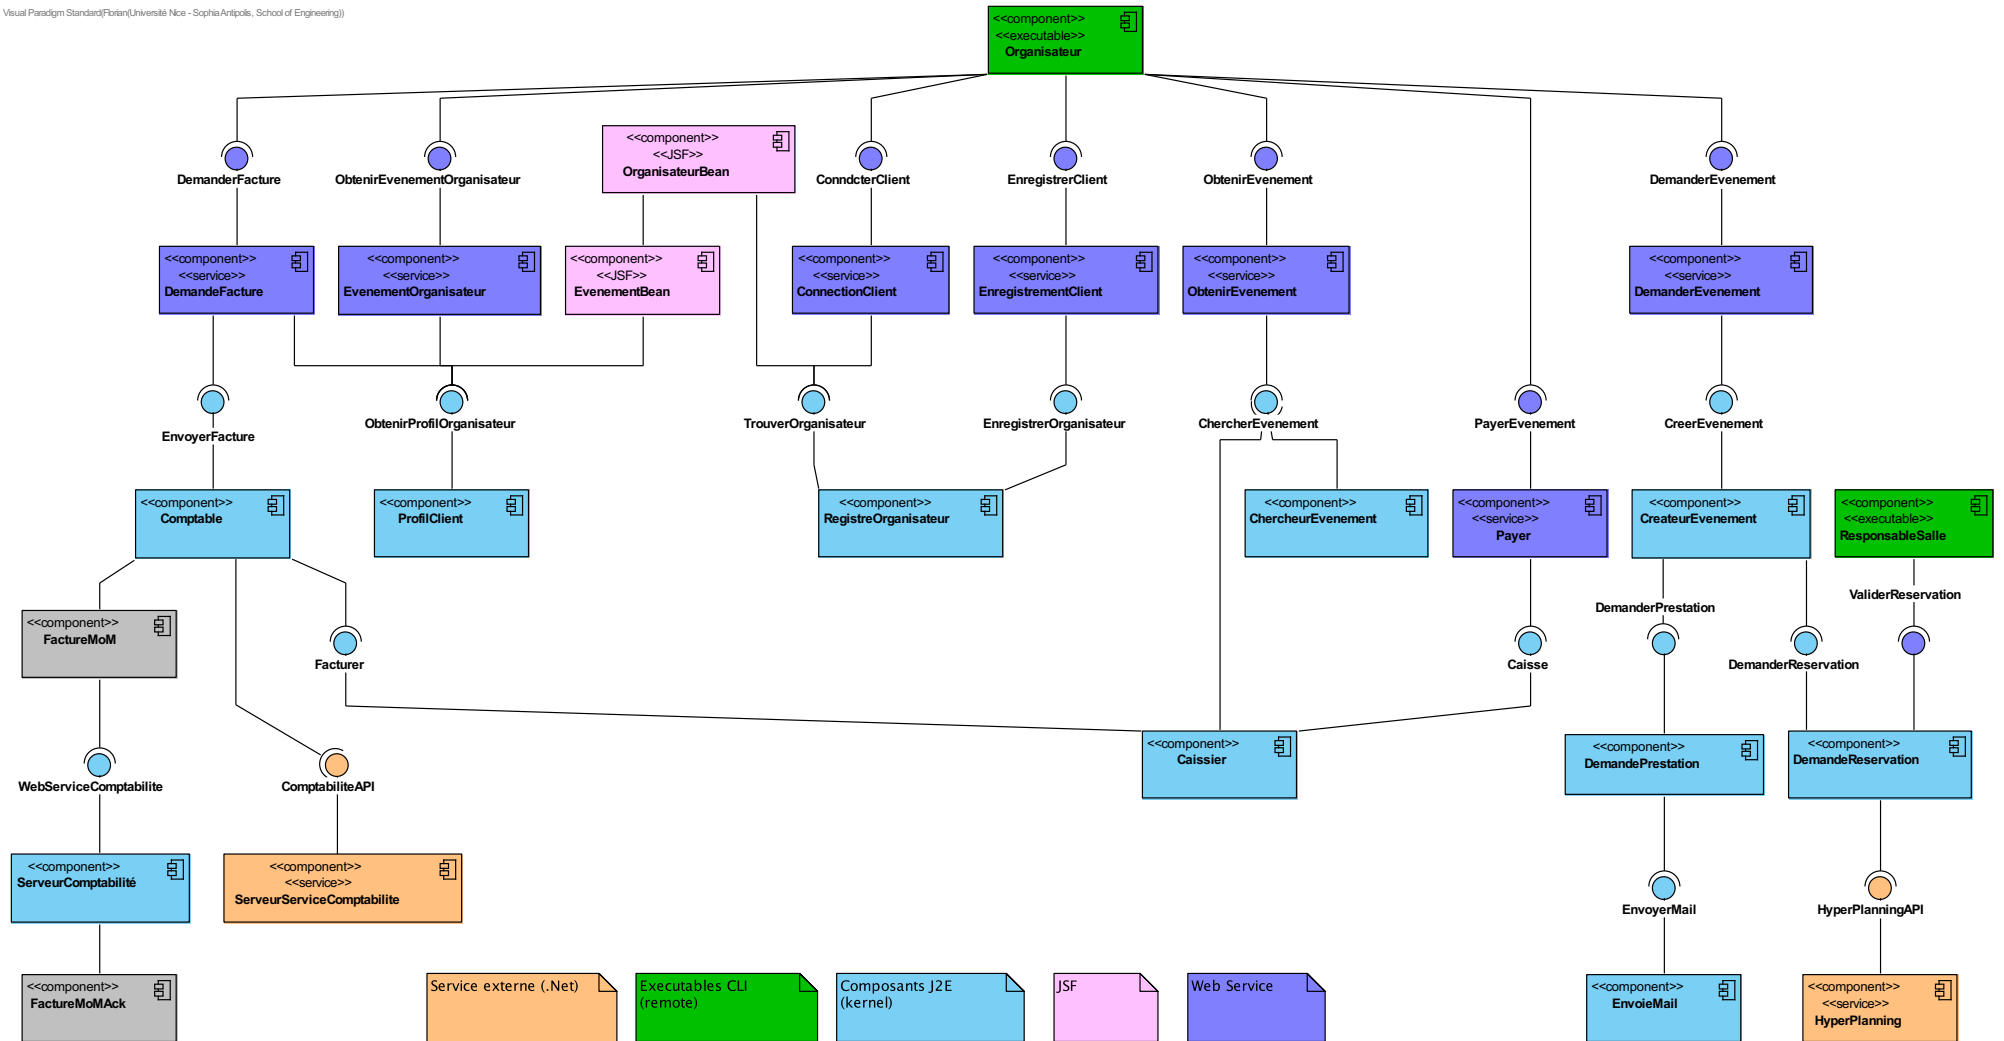 Visual Paradigm Standard(Florian(Université Nice - Sophia Antipolis, School of Engineering))
<<component>>
<<executable>>
Organisateur
<<component>>
<<JSF>>
OrganisateurBean
DemanderFacture
ObtenirEvenementOrganisateur
ConndcterClient
EnregistrerClient
ObtenirEvenement
DemanderEvenement
<<component>>
<<service>>
DemandeFacture
<<component>>
<<service>>
EvenementOrganisateur
<<component>>
<<JSF>>
EvenementBean
<<component>>
<<service>>
ConnectionClient
<<component>>
<<service>>
EnregistrementClient
<<component>>
<<service>>
ObtenirEvenement
<<component>>
<<service>>
DemanderEvenement
EnvoyerFacture
ObtenirProfilOrganisateur
TrouverOrganisateur
EnregistrerOrganisateur
ChercherEvenement
PayerEvenement
CreerEvenement
<<component>>
Comptable
<<component>>
ProfilClient
<<component>>
RegistreOrganisateur
<<component>>
ChercheurEvenement
<<component>>
<<service>>
Payer
<<component>>
CreateurEvenement
<<component>>
<<executable>>
ResponsableSalle
DemanderPrestation
ValiderReservation
<<component>>
FactureMoM
Facturer
Caisse
DemanderReservation
<<component>>
Caissier
<<component>>
DemandePrestation
<<component>>
DemandeReservation
WebServiceComptabilite
ComptabiliteAPI
<<component>>
ServeurComptabilité
<<component>>
<<service>>
ServeurServiceComptabilite
EnvoyerMail
HyperPlanningAPI
<<component>>
FactureMoMAck
Service externe (.Net)
Executables CLI
(remote)
Composants J2E
(kernel)
JSF
Web Service
<<component>>
EnvoieMail
<<component>>
<<service>>
HyperPlanning